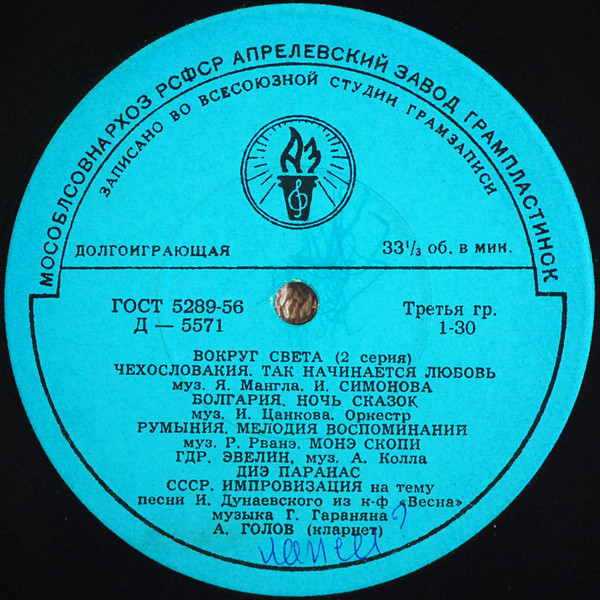 МОСОБЛСОВНАРХОЗ РСФСР АПРЕЛЕВСКИЙ ЗАВОД ГРАМПЛАСТИНОК
ЗАПИСАНО ВО ВСЕСОЮЗНОЙ СТУДИИ ГРАМЗАПИСИ
АЗ
ДОЛГОИГРАЮЩАЯ 33⅓ об. в мин.
ГОСТ 5289-56 Третья гр.
Д — 5571 1-30
ВОКРУГ СВЕТА (2 серия)
ЧЕХОСЛОВАКИЯ. ТАК НАЧИНАЕТСЯ ЛЮБОВЬ
муз. Я. Мангла. И. СИМОНОВА
БОЛГАРИЯ. НОЧЬ СКАЗОК
муз. И. Цанкова. Оркестр
РУМЫНИЯ. МЕЛОДИЯ ВОСПОМИНАНИЙ
муз. Р. Рванэ. МОНЭ СКОПИ
ГДР. ЭВЕЛИН, муз. А. Колла
ДИЭ ПАРАНАС
СССР. ИМПРОВИЗАЦИЯ на тему
песни И. Дунаевского из к-ф «Весна»
музыка Г. Гараняна ?
А. ГОЛОВ (кларнет)